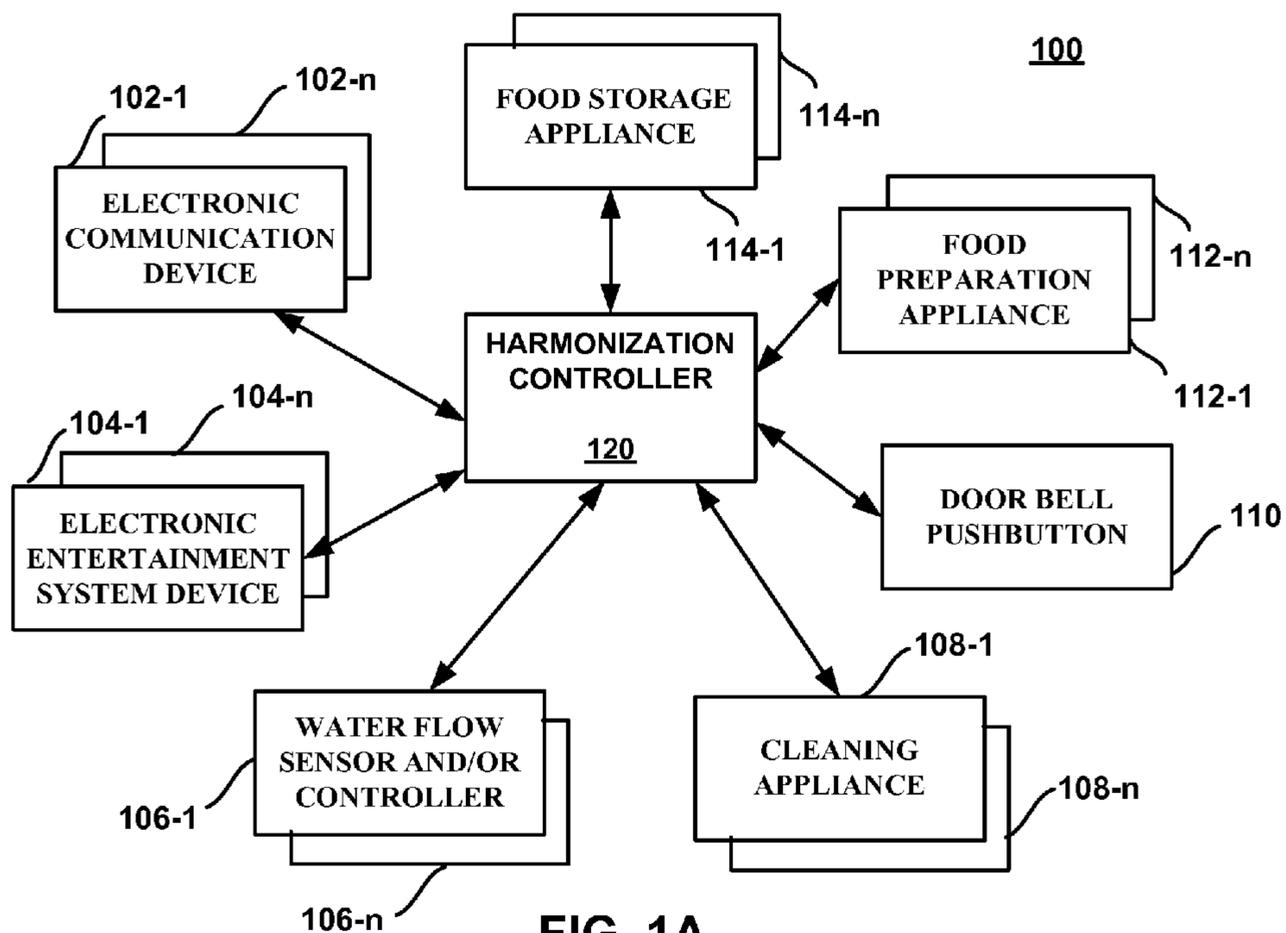 100
102-1
102-n
ELECTRONIC
COMMUNICATION
DEVICE
FOOD STORAGE
APPLIANCE
114-n
114-1
FOOD
PREPARATION
APPLIANCE
112-n
112-1
HARMONIZATION
CONTROLLER
120
104-1
104-n
ELECTRONIC
ENTERTAINMENT
SYSTEM DEVICE
DOOR BELL
PUSHBUTTON
110
WATER FLOW
SENSOR AND/OR
CONTROLLER
106-1
106-n
108-1
CLEANING
APPLIANCE
108-n
FIG. 1A